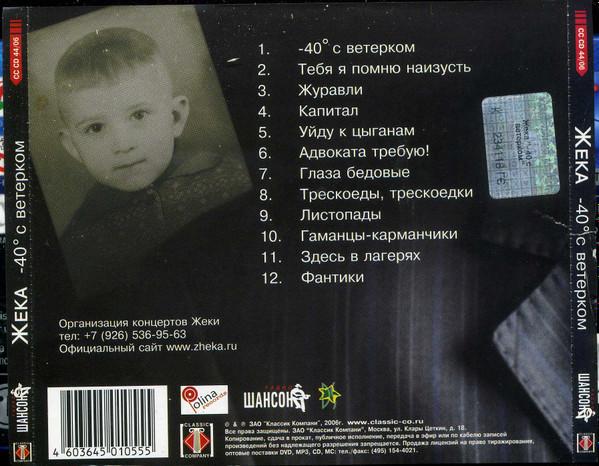 CC CD 44/06
ЖЕКА -40° с ветерком
ШАНСОН
1. -40° с ветерком
2. Тебя я помню наизусть
3. Журавли
4. Капитал
5. Уйду к цыганам
6. Адвоката требую!
7. Глаза бедовые
8. Трескоеды, трескоедки
9. Листопады
10. Гаманцы-карманчики
11. Здесь в лагерях
12. Фантики
Организация концертов Жеки
тел: +7 (926) 536-95-63
Официальный сайт www.zheka.ru
4 603645 010555
Polina
records
CLASSIC
COMPANY
РАДИО
ШАНСОН
© & ℗ ЗАО "Классик Компани", 2006г. www.classic-co.ru
Все права защищены. ЗАО "Классик Компани", Москва, ул. Клары Цеткин, д. 18.
Копирование, сдача в прокат, публичное исполнение, передача в эфир или по кабелю записей
произведений без надлежащего разрешения запрещается. Продажа лицензий на право тиражирование,
оптовые поставки DVD, MP3, CD, MC: тел./факс: (495) 154-4021.
CC CD 44/06
ЖЕКА -40° с ветерком
ШАНСОН